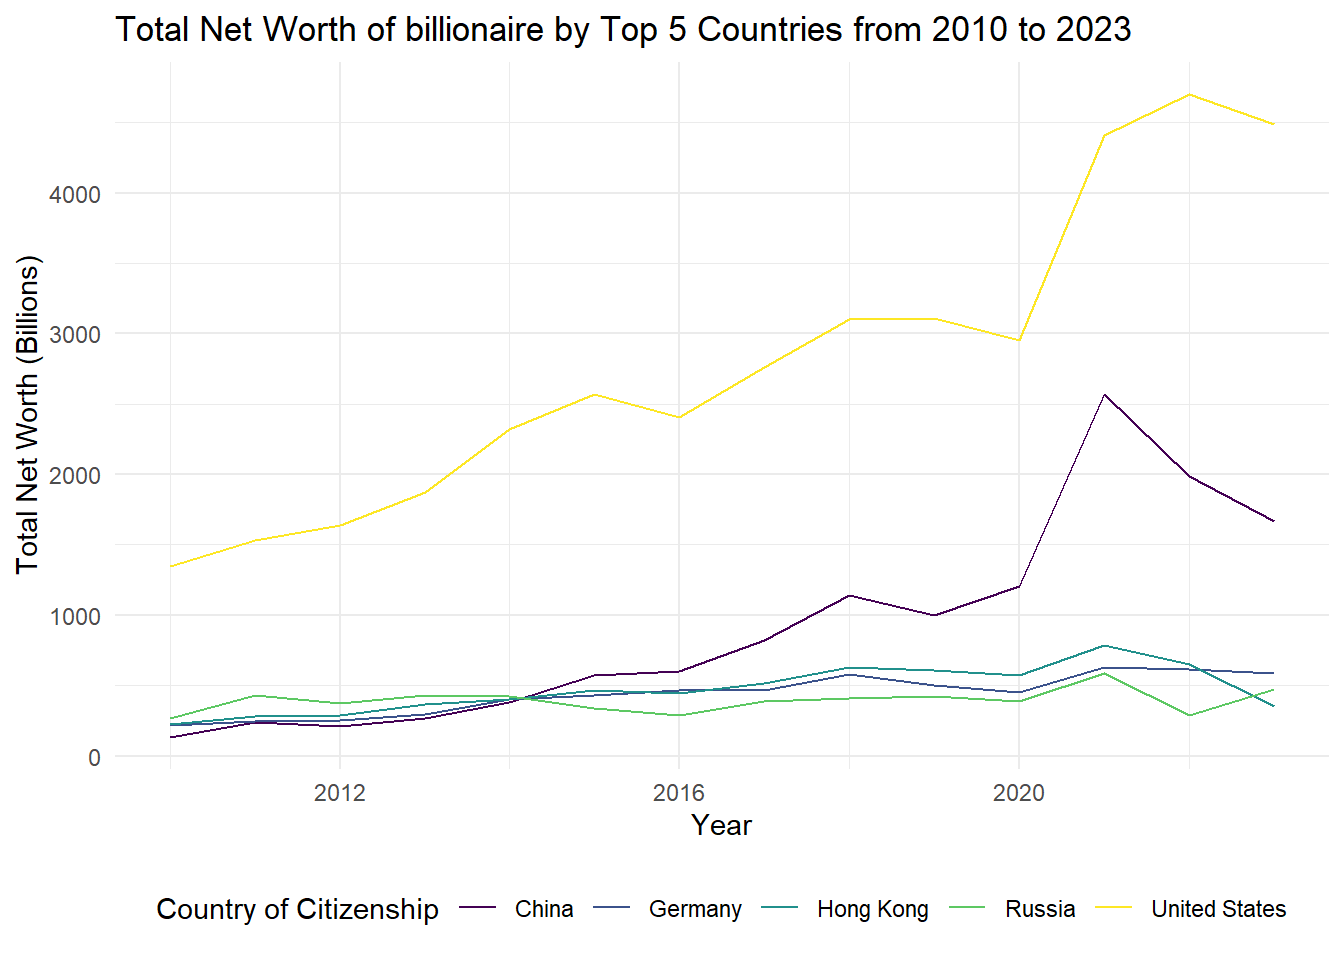 Total Net Worth of billionaire by Top 5 Countries from 2010 to 2023
Total Net Worth (Billions)
4000
3000
2000
1000
0
2012 2016 2020
Year
Country of Citizenship China Germany Hong Kong Russia United States